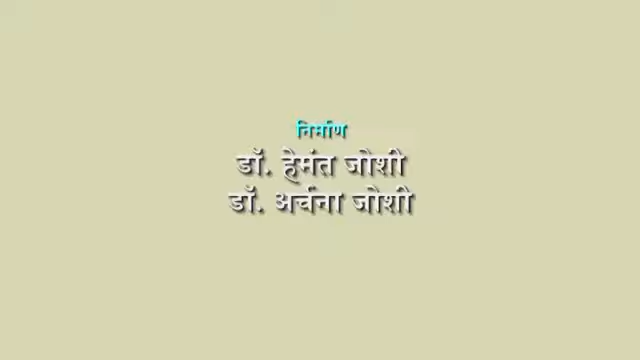 निर्माण
डॉ. हेमंत जोशी
डॉ. अर्चना जोशी